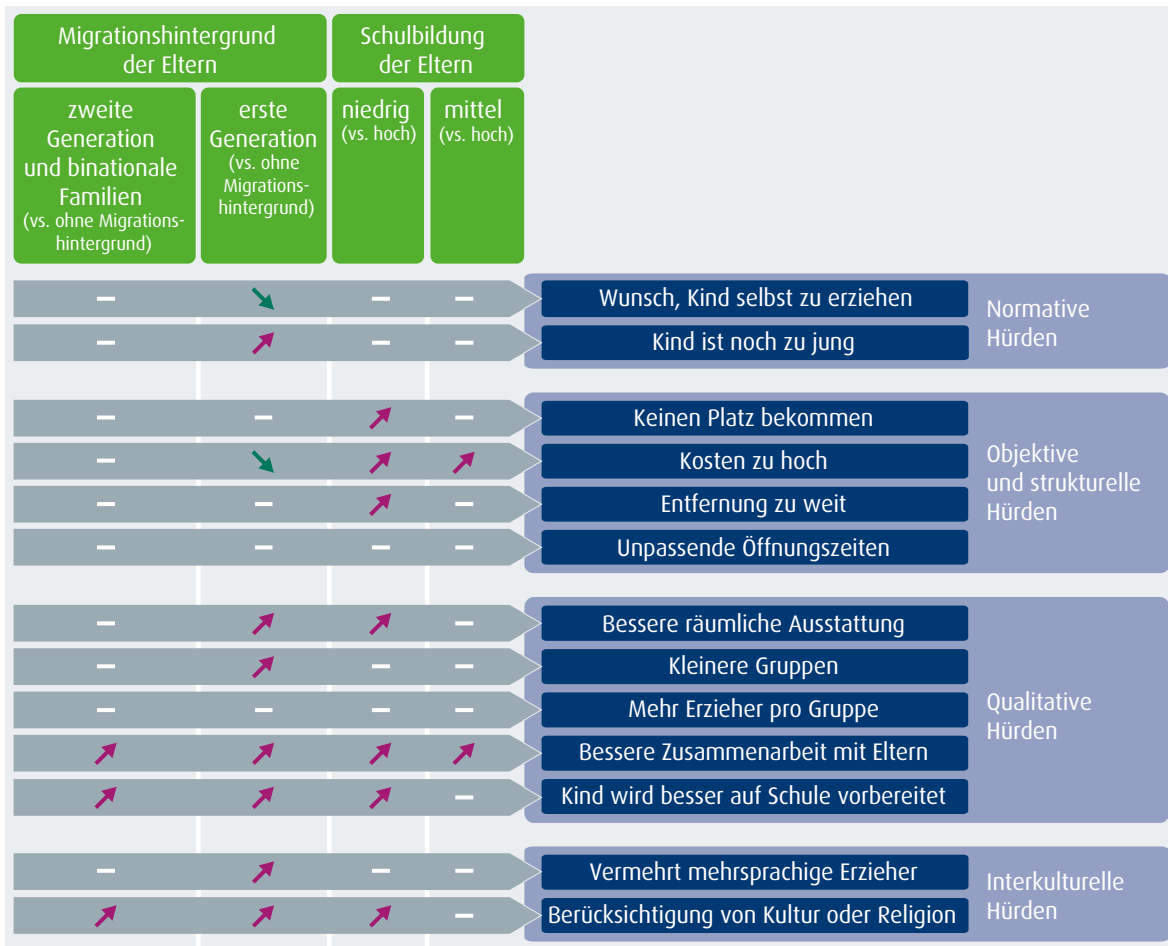 Migrationshintergrund
der Eltern
Schulbildung
der Eltern
zweite
Generation
und binationale
Familien
(vs. ohne Migrations-
hintergrund)
erste
Generation
(vs. ohne
Migrations-
hintergrund)
niedrig
(vs. hoch)
mittel
(vs. hoch)
Wunsch, Kind selbst zu erziehen
Kind ist noch zu jung
Normative
Hürden
Keinen Platz bekommen
Kosten zu hoch
Entfernung zu weit
Unpassende Öffnungszeiten
Objektive
und strukturelle
Hürden
Bessere räumliche Ausstattung
Kleinere Gruppen
Mehr Erzieher pro Gruppe
Bessere Zusammenarbeit mit Eltern
Kind wird besser auf Schule vorbereitet
Qualitative
Hürden
Vermehrt mehrsprachige Erzieher
Berücksichtigung von Kultur oder Religion
Interkulturelle
Hürden